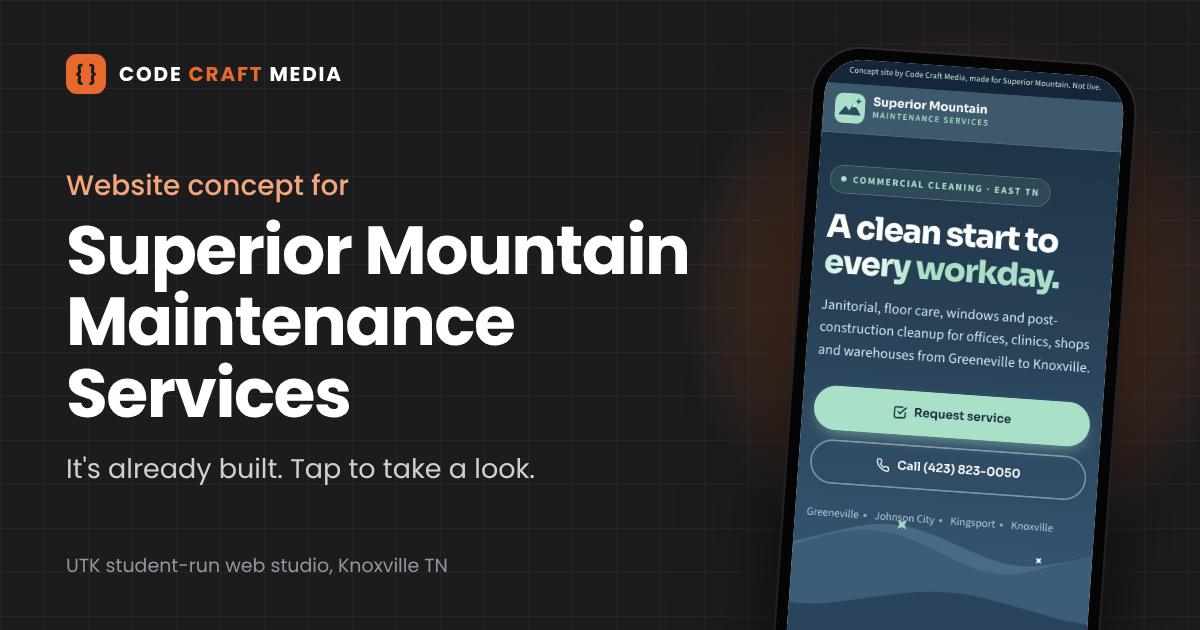 { } CODE CRAFT MEDIA
Website concept for
Superior Mountain
Maintenance
Services
It's already built. Tap to take a look.
UTK student-run web studio, Knoxville TN
Concept site by Code Craft Media, made for Superior Mountain. Not live.
Superior Mountain
MAINTENANCE SERVICES
COMMERCIAL CLEANING · EAST TN
A clean start to
every workday.
Janitorial, floor care, windows and post-
construction cleanup for offices, clinics, shops
and warehouses from Greeneville to Knoxville.
Request service
Call (423) 823-0050
Greeneville • Johnson City • Kingsport • Knoxville